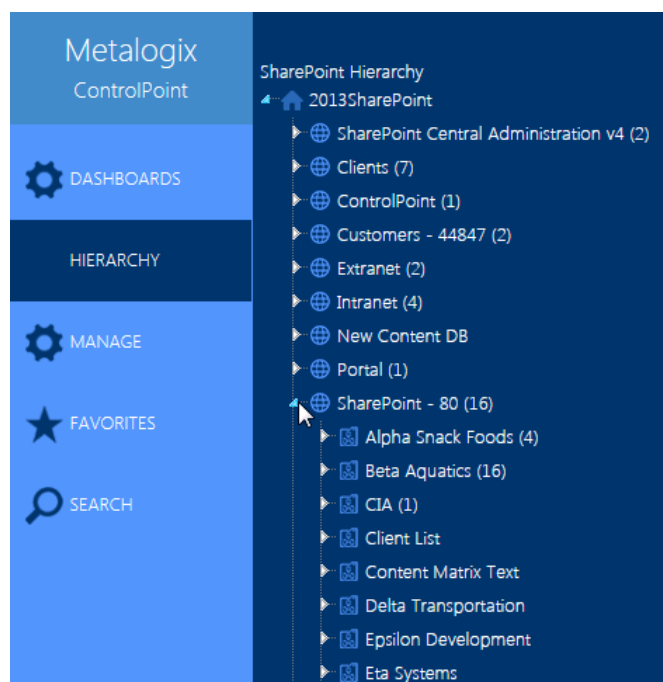 Metalogix
ControlPoint
DASHBOARDS
HIERARCHY
MANAGE
FAVORITES
SEARCH
SharePoint Hierarchy
2013SharePoint
SharePoint Central Administration v4 (2)
Clients (7)
ControlPoint (1)
Customers - 44847 (2)
Extranet (2)
Intranet (4)
New Content DB
Portal (1)
SharePoint - 80 (16)
Alpha Snack Foods (4)
Beta Aquatics (16)
CIA (1)
Client List
Content Matrix Text
Delta Transportation
Epsilon Development
Eta Systems